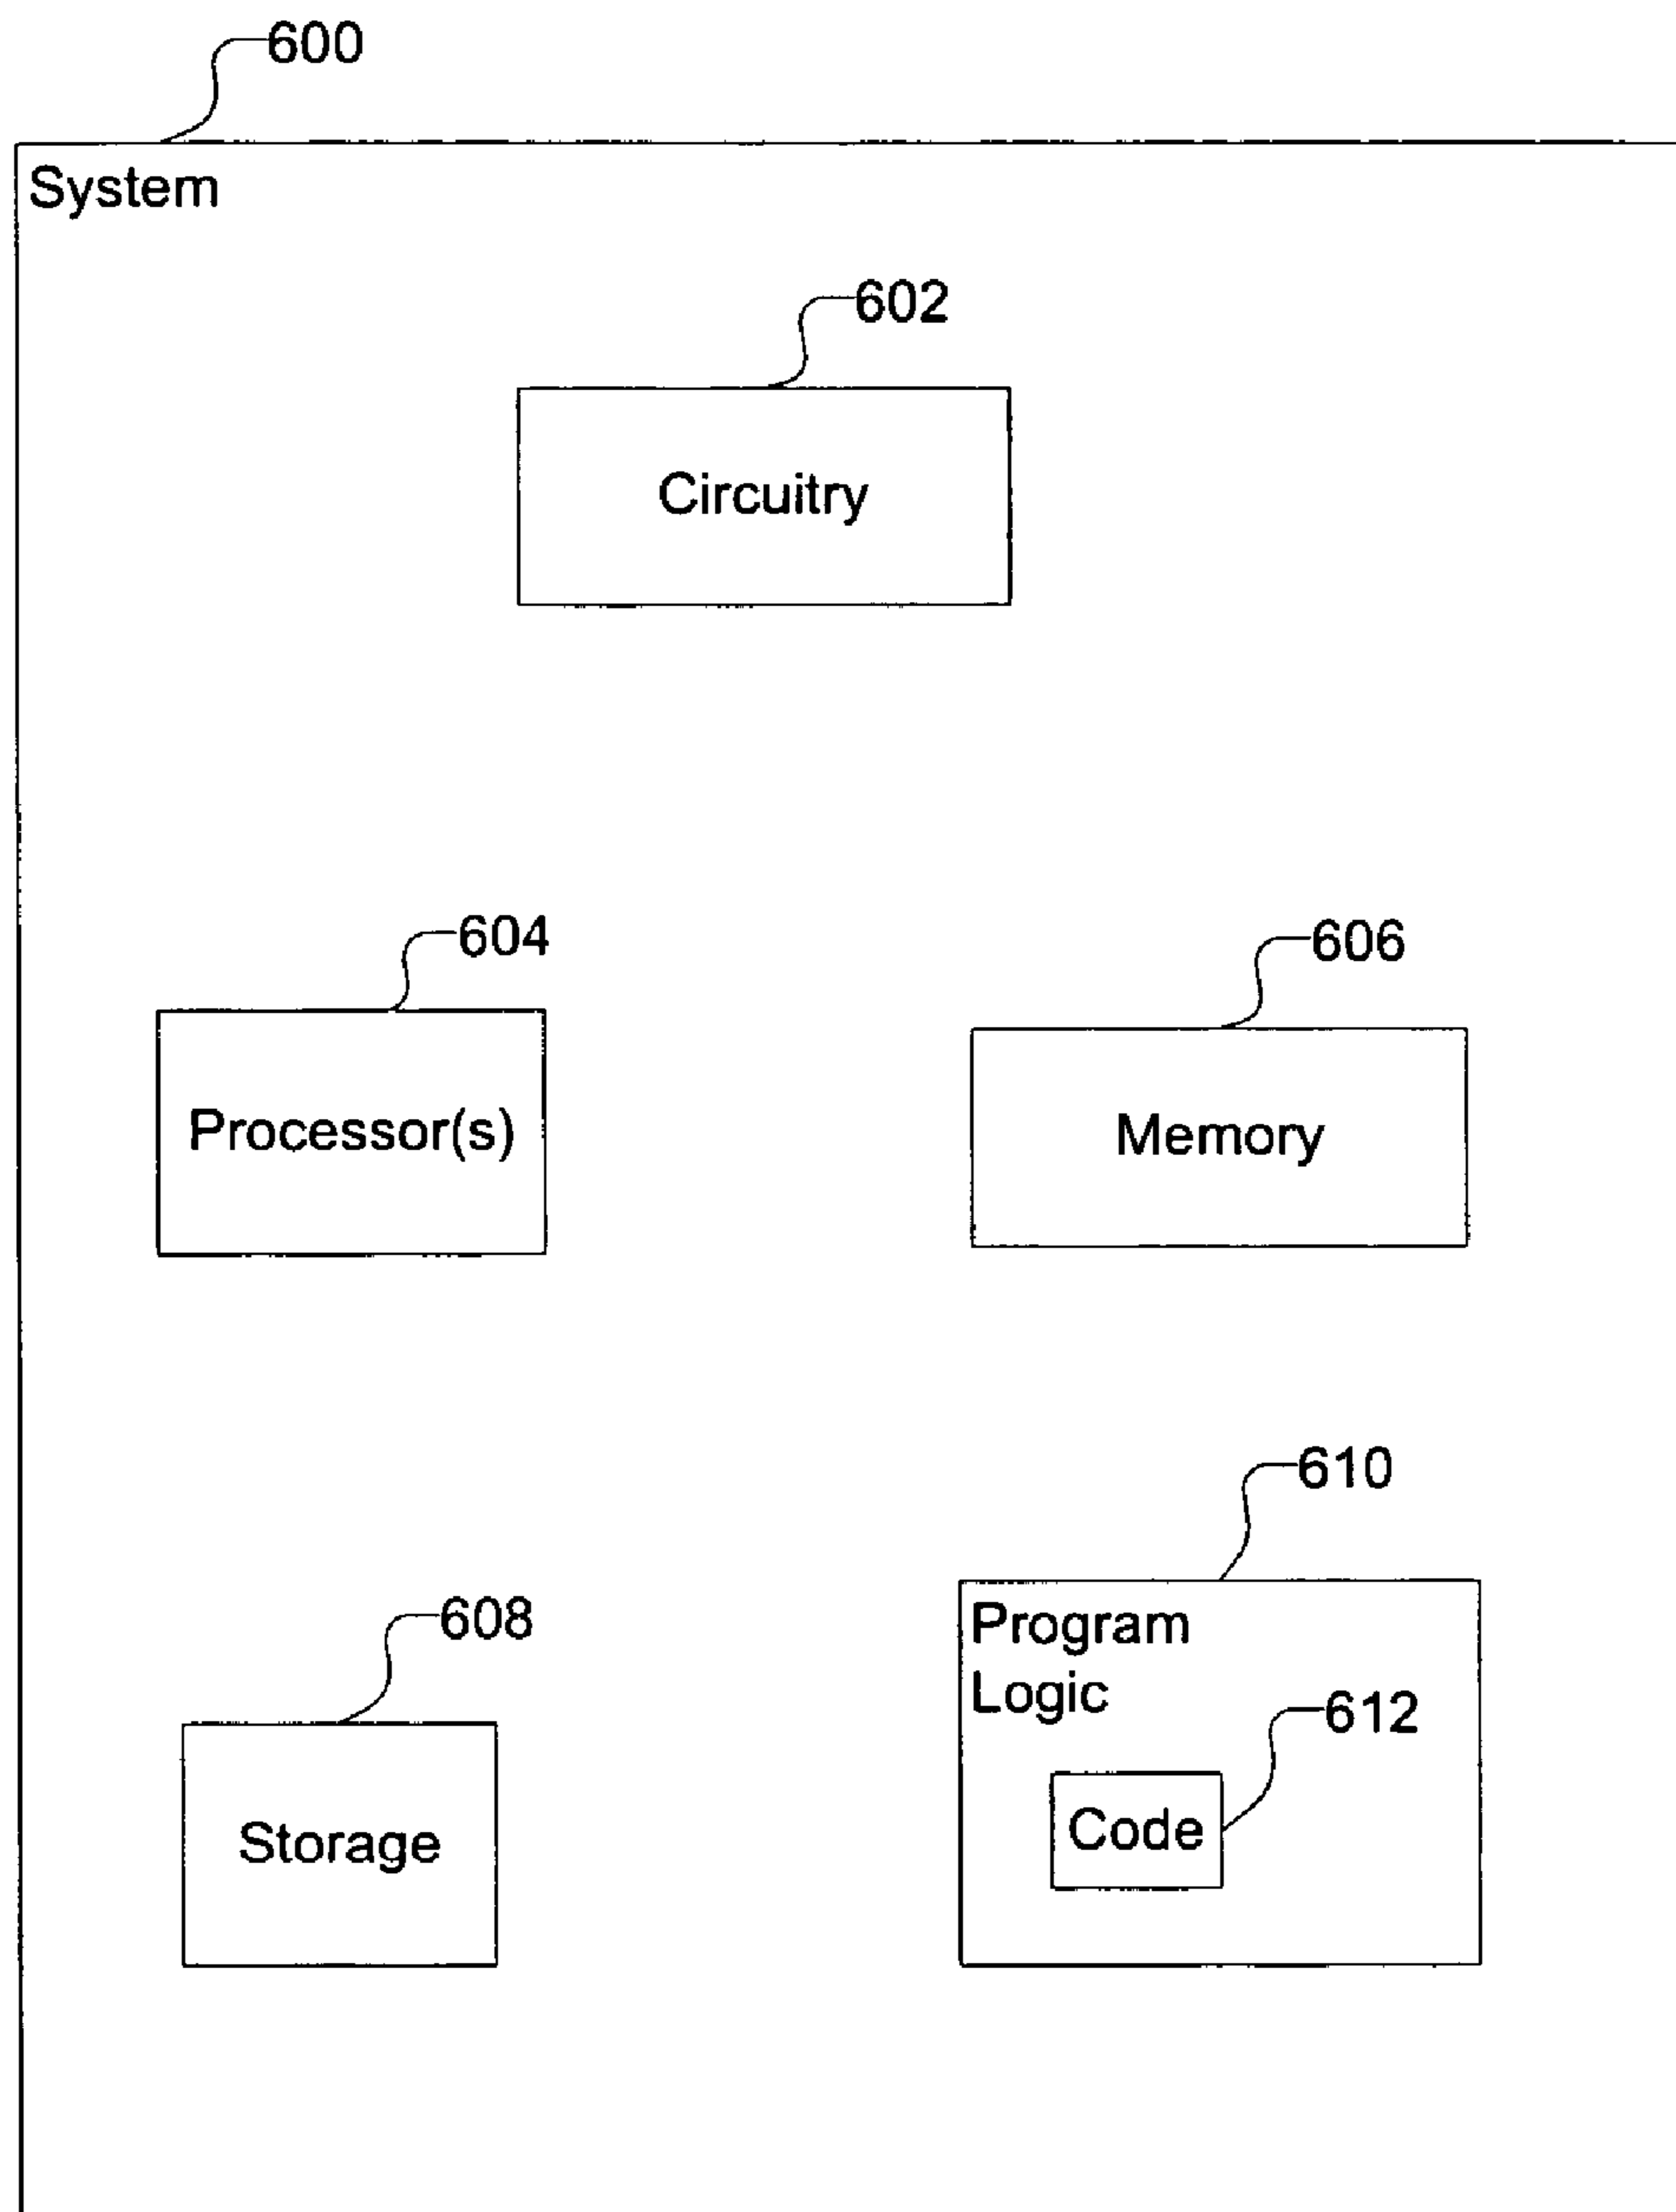 600
System
602
Circuitry
604
606
Processor(s)
Memory
610
608
Program
Logic
612
Code
Storage